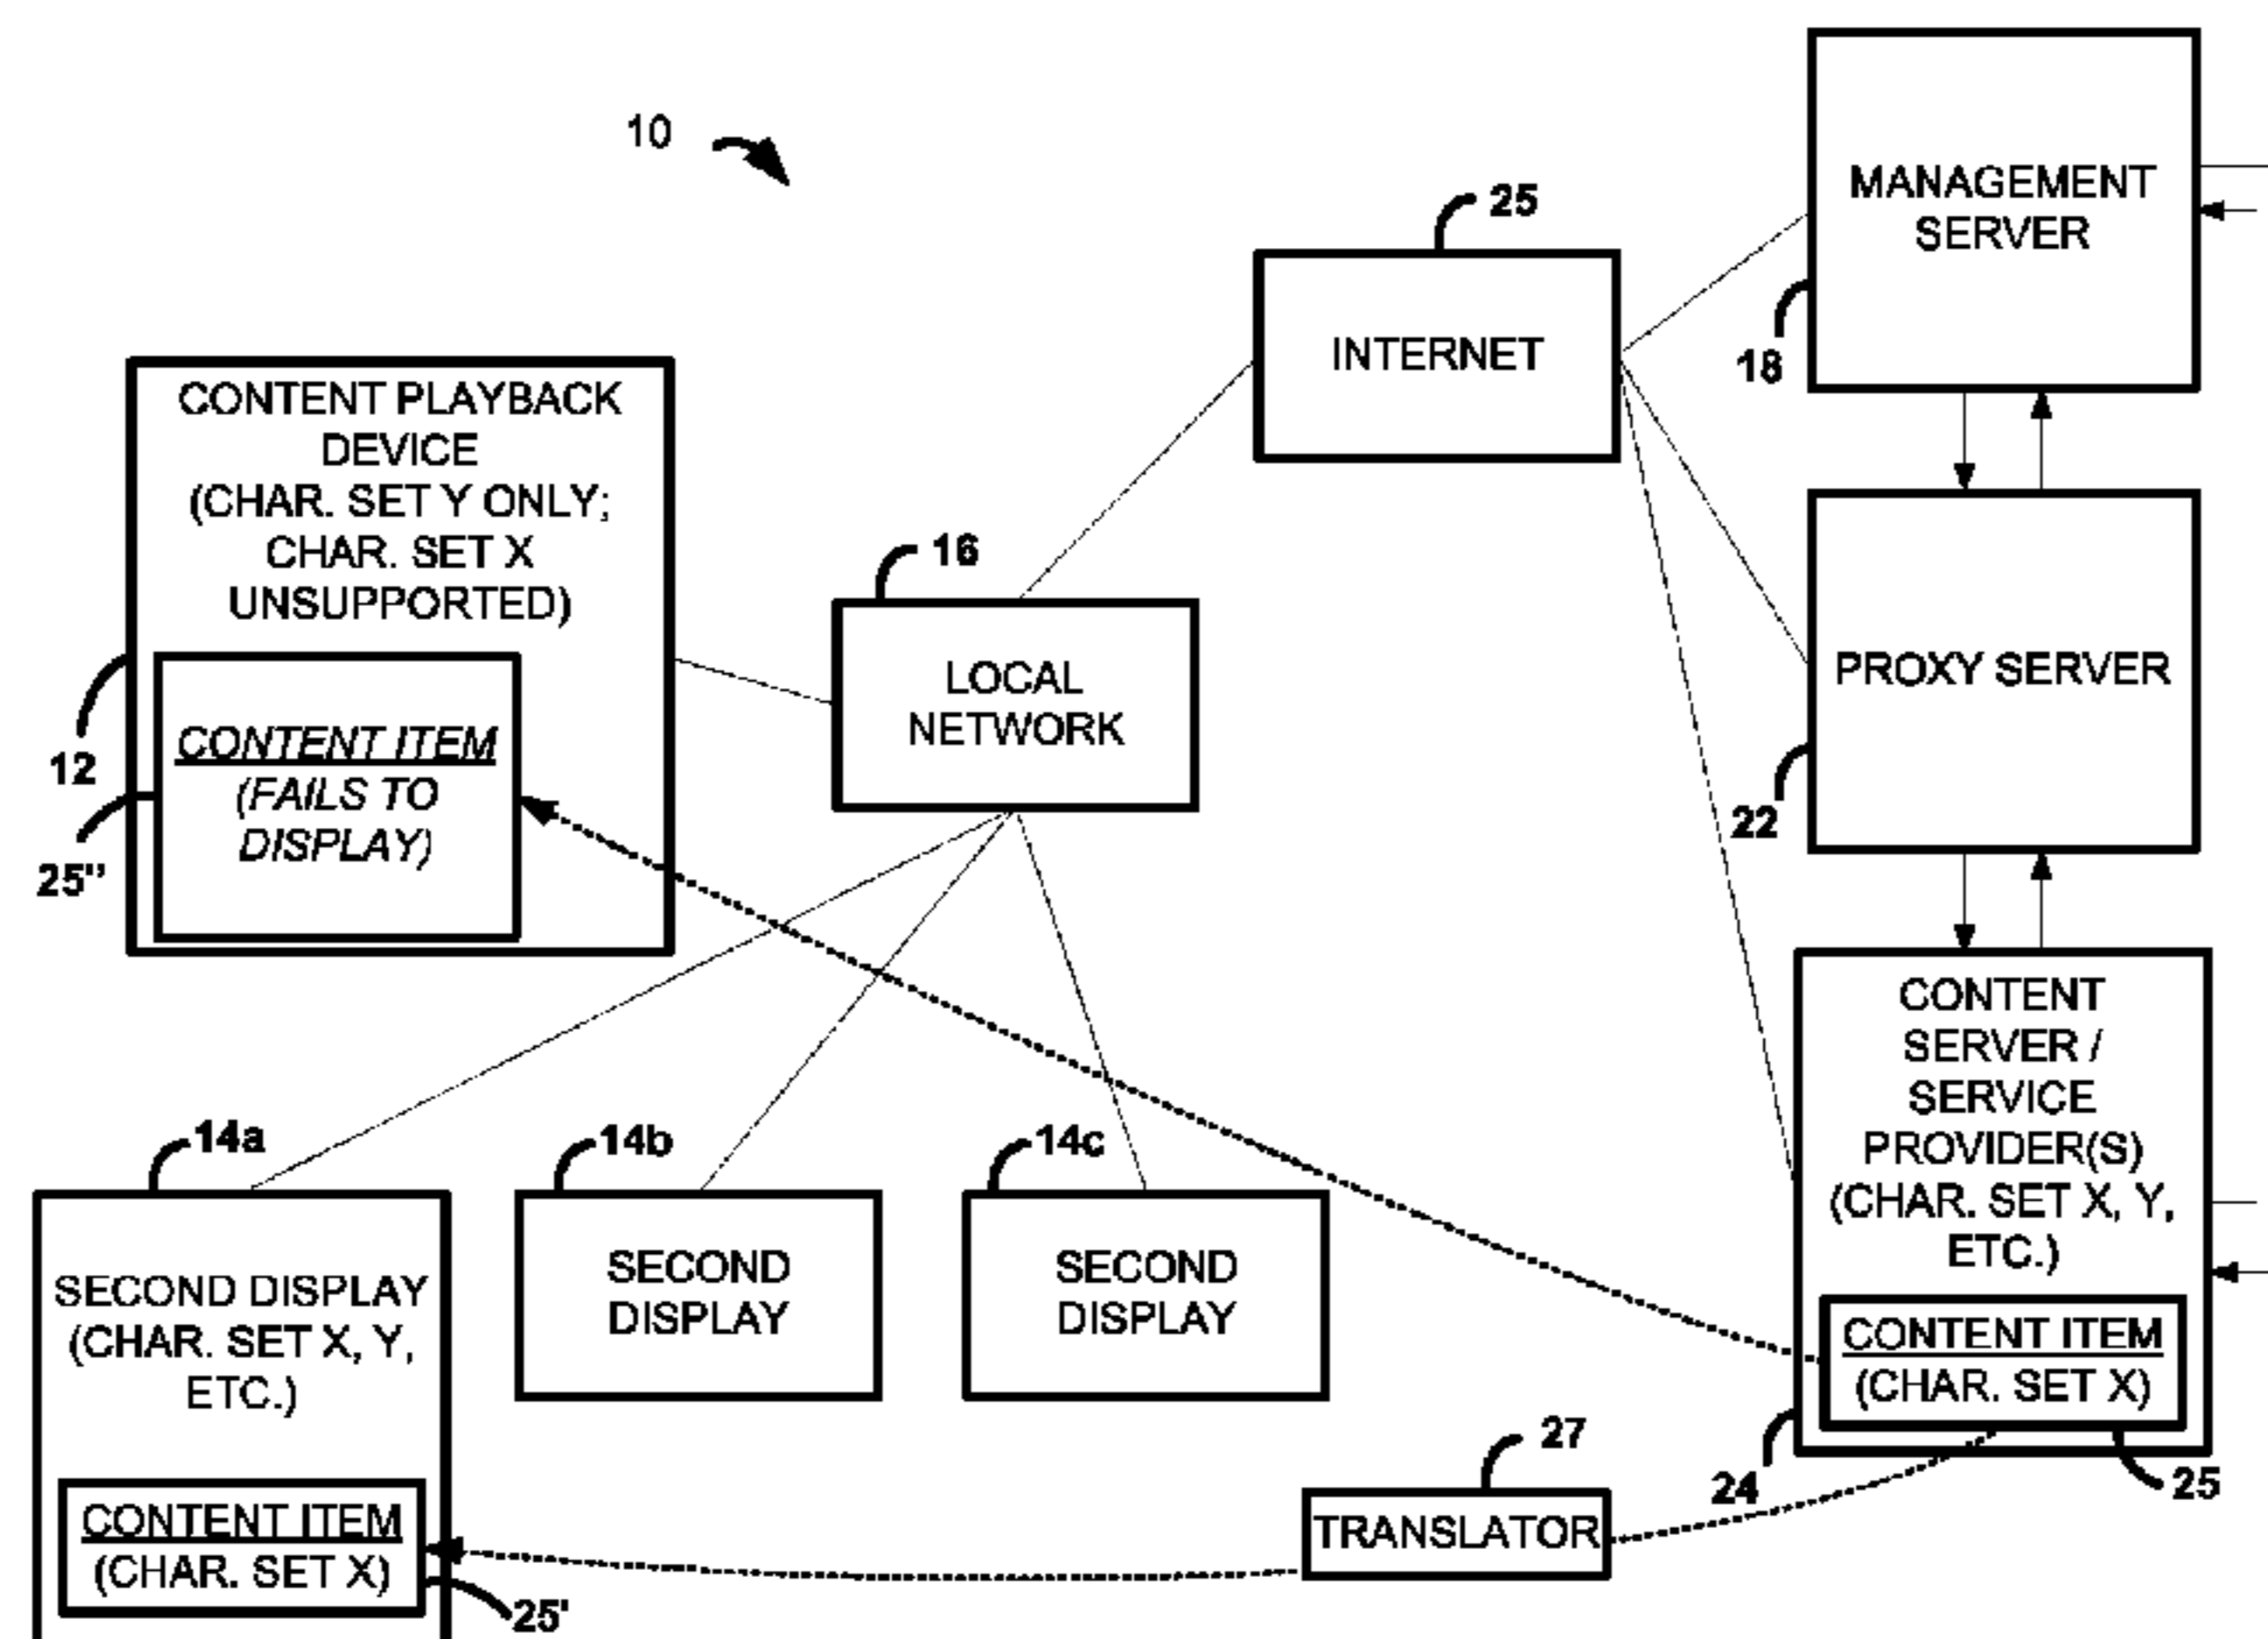 10
25
MANAGEMENT
SERVER
18
INTERNET
CONTENT PLAYBACK
DEVICE
(CHAR. SET Y ONLY;
CHAR. SET X
UNSUPPORTED)
12
CONTENT ITEM
(FAILS TO
DISPLAY)
25''
16
LOCAL
NETWORK
PROXY SERVER
22
CONTENT
SERVER /
SERVICE
PROVIDER(S)
(CHAR. SET X, Y,
ETC.)
CONTENT ITEM
(CHAR. SET X)
24
25
14a
SECOND DISPLAY
(CHAR. SET X, Y,
ETC.)
CONTENT ITEM
(CHAR. SET X)
25'
14b
SECOND
DISPLAY
14c
SECOND
DISPLAY
27
TRANSLATOR